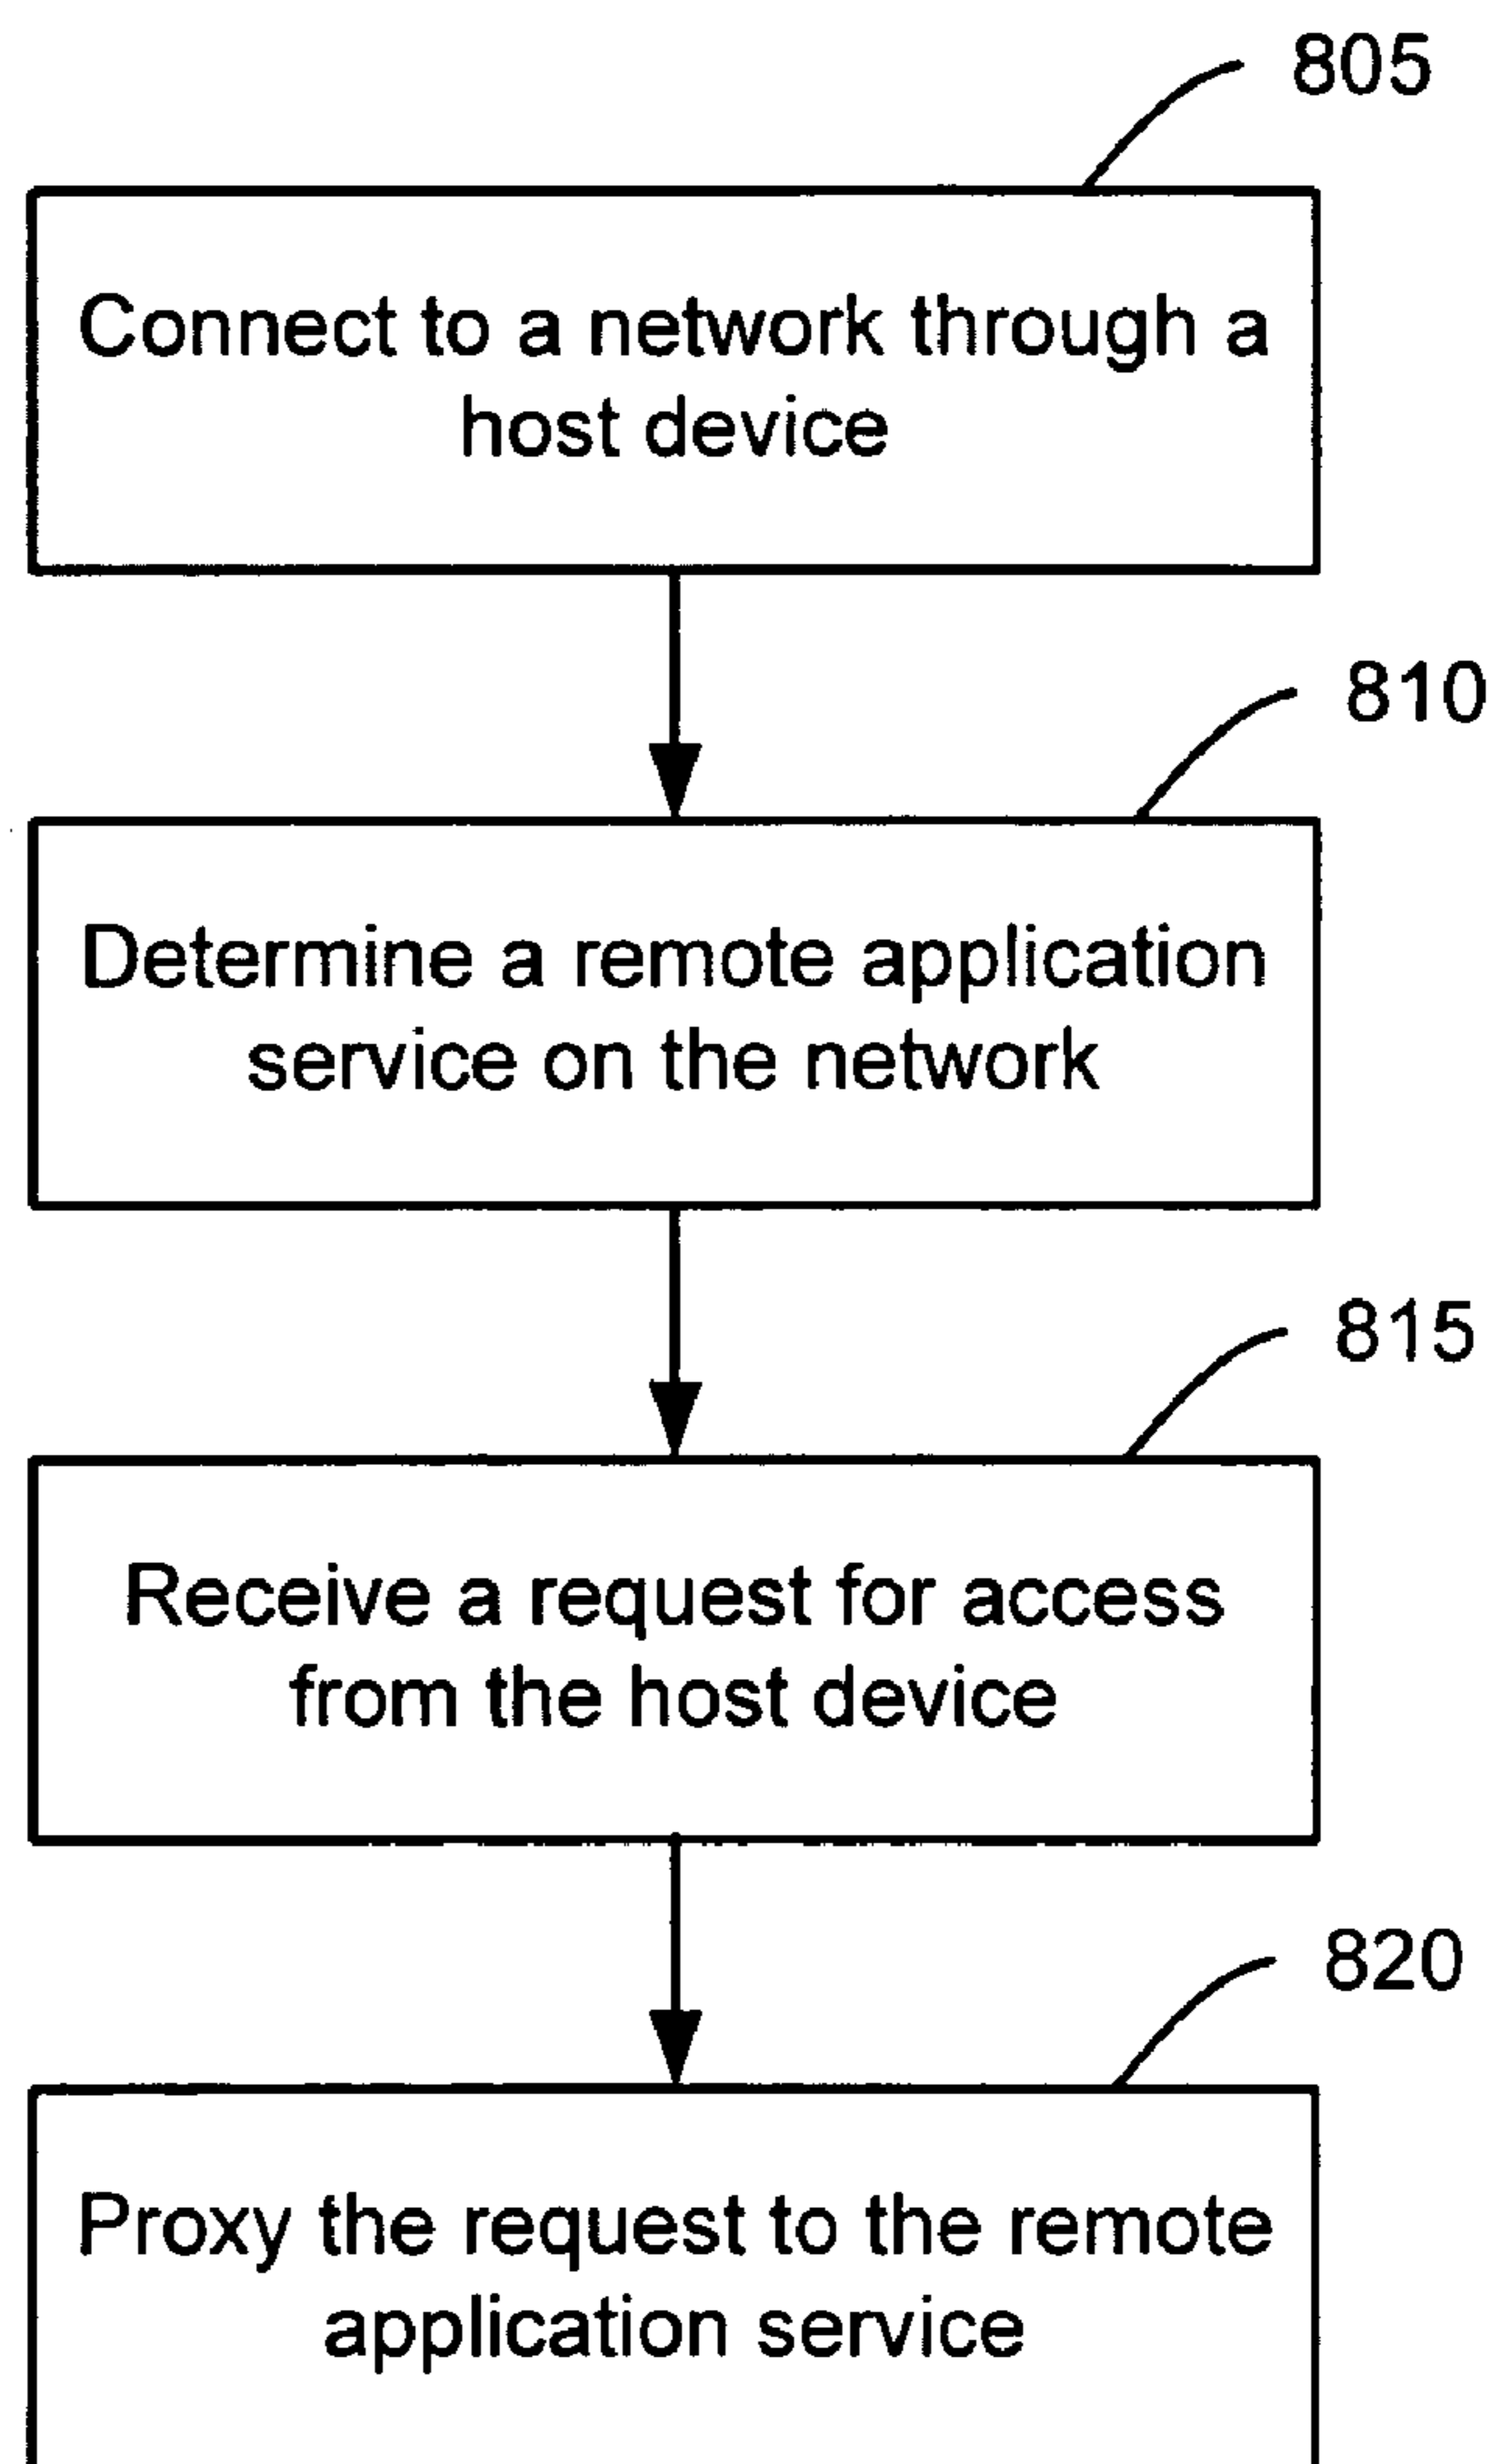 805
Connect to a network through a
host device
810
Determine a remote application
service on the network
815
Receive a request for access
from the host device
820
Proxy the request to the remote
application service